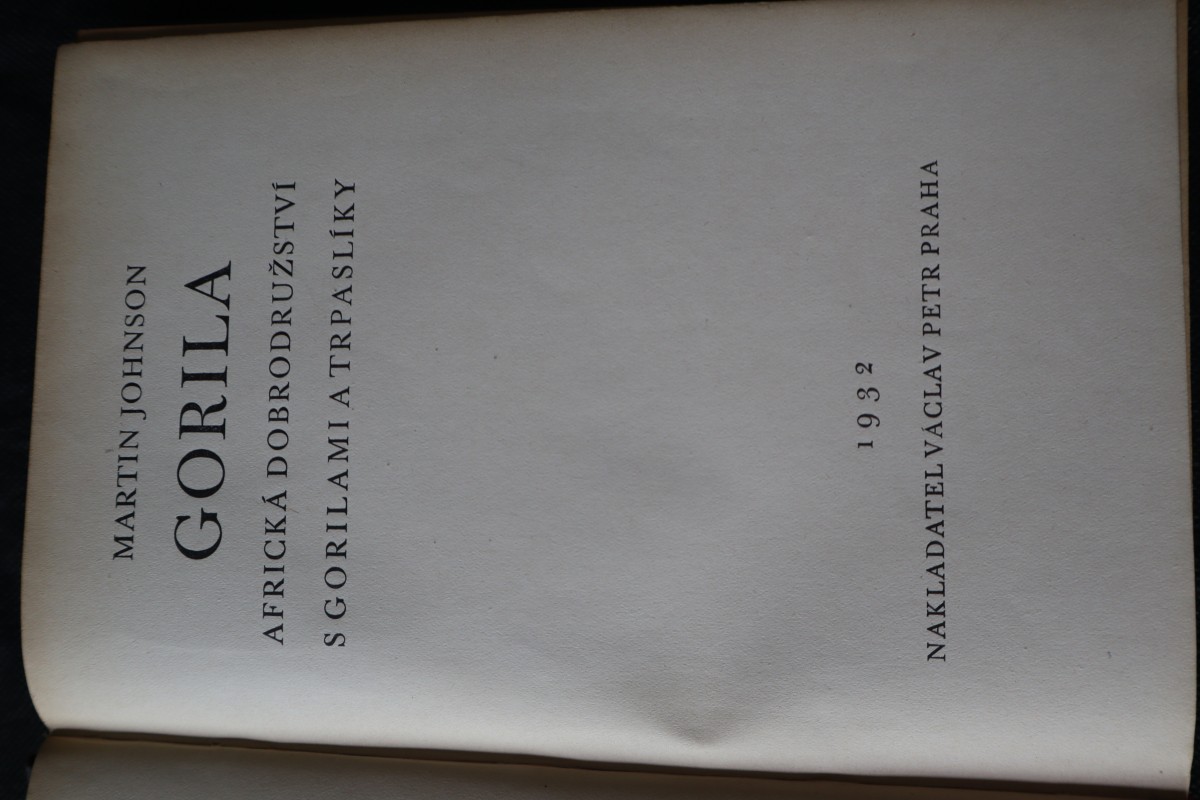 MARTIN JOHNSON
GORILA
AFRICKÁ DOBRODRUŽSTVÍ
S GORILAMI A TRPASLÍKY
1932
NAKLADATEL VÁCLAV PETR PRAHA